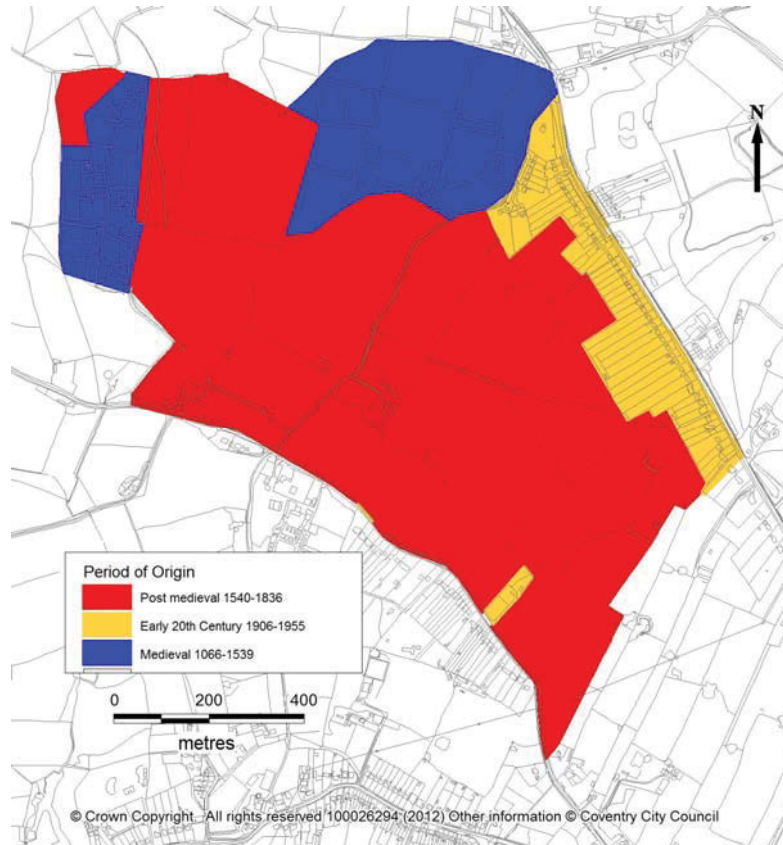 N
Period of Origin
Post medieval 1540-1836
Early 20th Century 1906-1955
Medieval 1066-1539
0 200 400
metres
© Crown Copyright All rights reserved 100026294 (2012) Other information © Coventry City Council